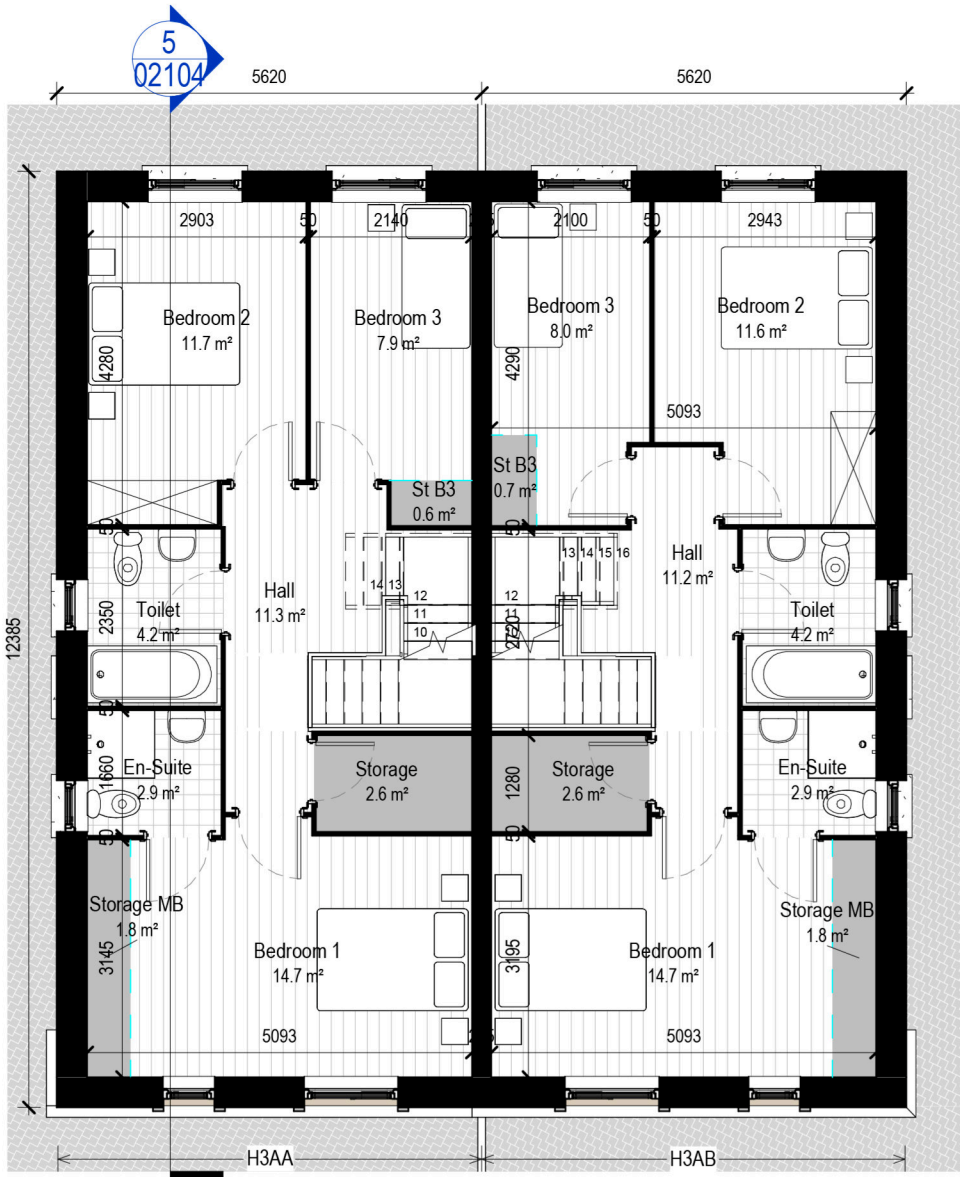 5
02104
5620
5620
2903
50
2140
2100
50
2943
Bedroom 2
11.7 m²
Bedroom 3
7.9 m²
Bedroom 3
8.0 m²
Bedroom 2
11.6 m²
4280
4290
5093
St B3
0.6 m²
St B3
0.7 m²
50
50
Hall
11.3 m²
Hall
11.2 m²
14
13
12
11
10
13
14
15
16
12
11
Toilet
4.2 m²
Toilet
4.2 m²
2350
2720
12385
50
En-Suite
2.9 m²
En-Suite
2.9 m²
1660
Storage
2.6 m²
Storage
2.6 m²
1280
50
50
Storage MB
1.8 m²
Storage MB
1.8 m²
3145
3195
Bedroom 1
14.7 m²
Bedroom 1
14.7 m²
5093
5093
H3AA
H3AB